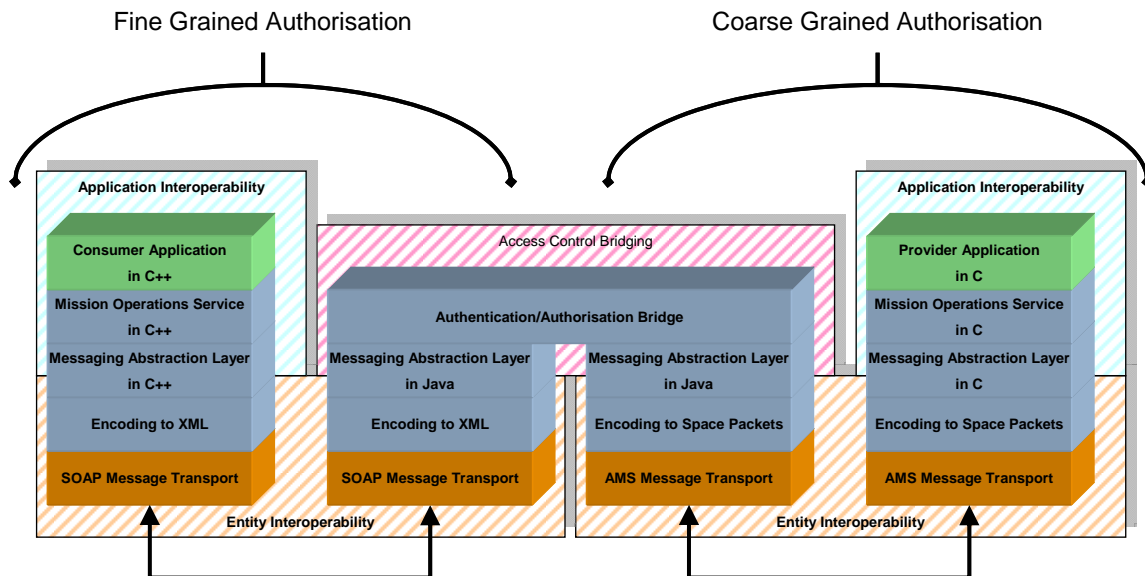 Fine Grained Authorisation
Coarse Grained Authorisation
Application Interoperability
Consumer Application
in C++
Mission Operations Service
in C++
Messaging Abstraction Layer
in C++
Encoding to XML
SOAP Message Transport
Access Control Bridging
Authentication/Authorisation Bridge
Messaging Abstraction Layer
in Java
Encoding to XML
SOAP Message Transport
Entity Interoperability
Messaging Abstraction Layer
in Java
Encoding to Space Packets
AMS Message Transport
Application Interoperability
Provider Application
in C
Mission Operations Service
in C
Messaging Abstraction Layer
in C
Encoding to Space Packets
AMS Message Transport
Entity Interoperability